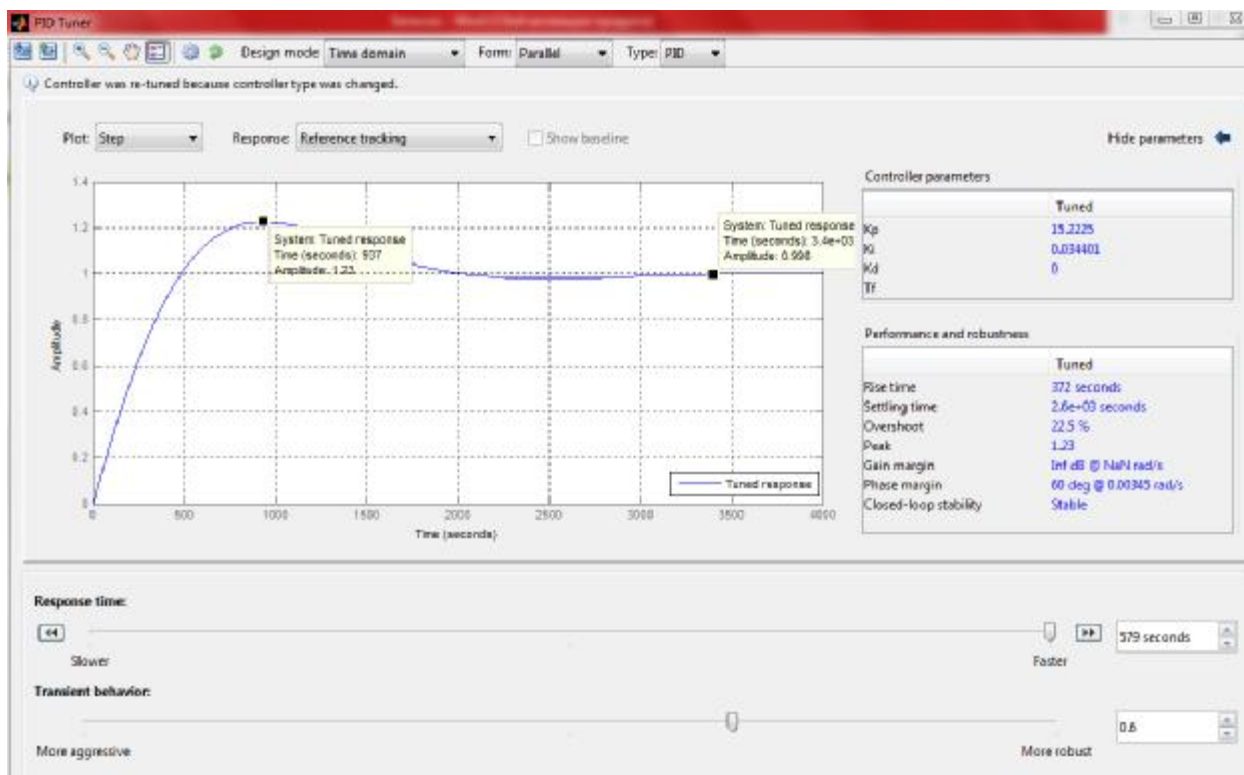 PID Tuner
Design mode: Time domain Form: Parallel Type: PID
Controller was re-tuned because controller type was changed.
Plot: Step Response: Reference tracking Show baseline Hide parameters
Controller parameters
Tuned
Kp 15.2225
Ki 0.034401
Kd 0
Tf
Performance and robustness
Tuned
Rise time 372 seconds
Settling time 2.6e+03 seconds
Overshoot 22.5 %
Peak 1.23
Gain margin Inf dB @ NaN rad/s
Phase margin 60 deg @ 0.00345 rad/s
Closed-loop stability Stable
1.4
1.2
1
0.8
0.6
0.4
0.2
0
Amplitude
System: Tuned response
Time (seconds): 937
Amplitude: 1.23
System: Tuned response
Time (seconds): 3.4e+03
Amplitude: 0.998
Tuned response
0 500 1000 1500 2000 2500 3000 3500 4000
Time (seconds)
Response time:
579 seconds
Slower Faster
Transient behavior:
0.6
More aggressive More robust